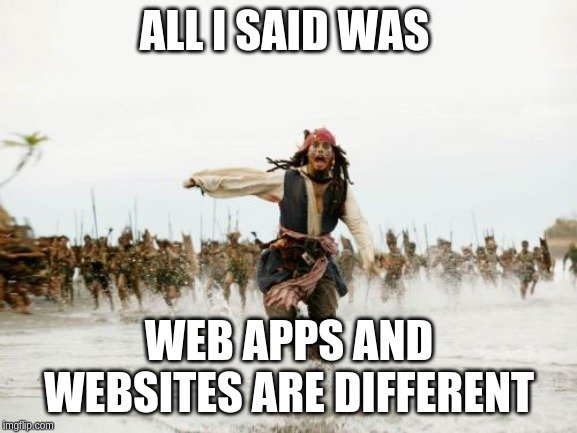 ALL I SAID WAS
WEB APPS AND
WEBSITES ARE DIFFERENT
imgflip.com